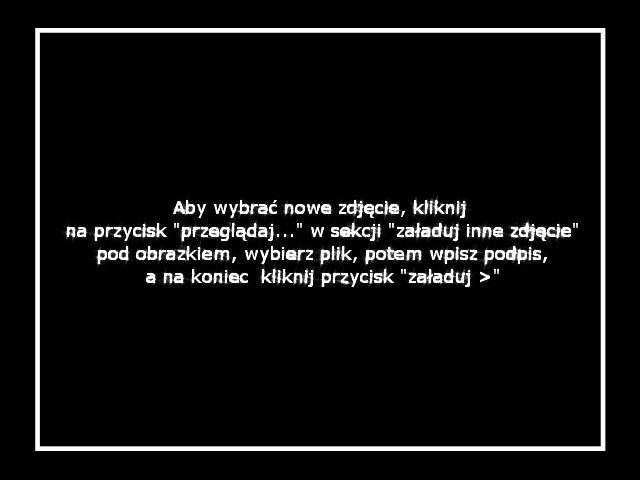 Aby wybrać nowe zdjęcie, kliknij
na przycisk "przeglądaj..." w sekcji "załaduj inne zdjęcie"
pod obrazkiem, wybierz plik, potem wpisz podpis,
a na koniec kliknij przycisk "załaduj >"